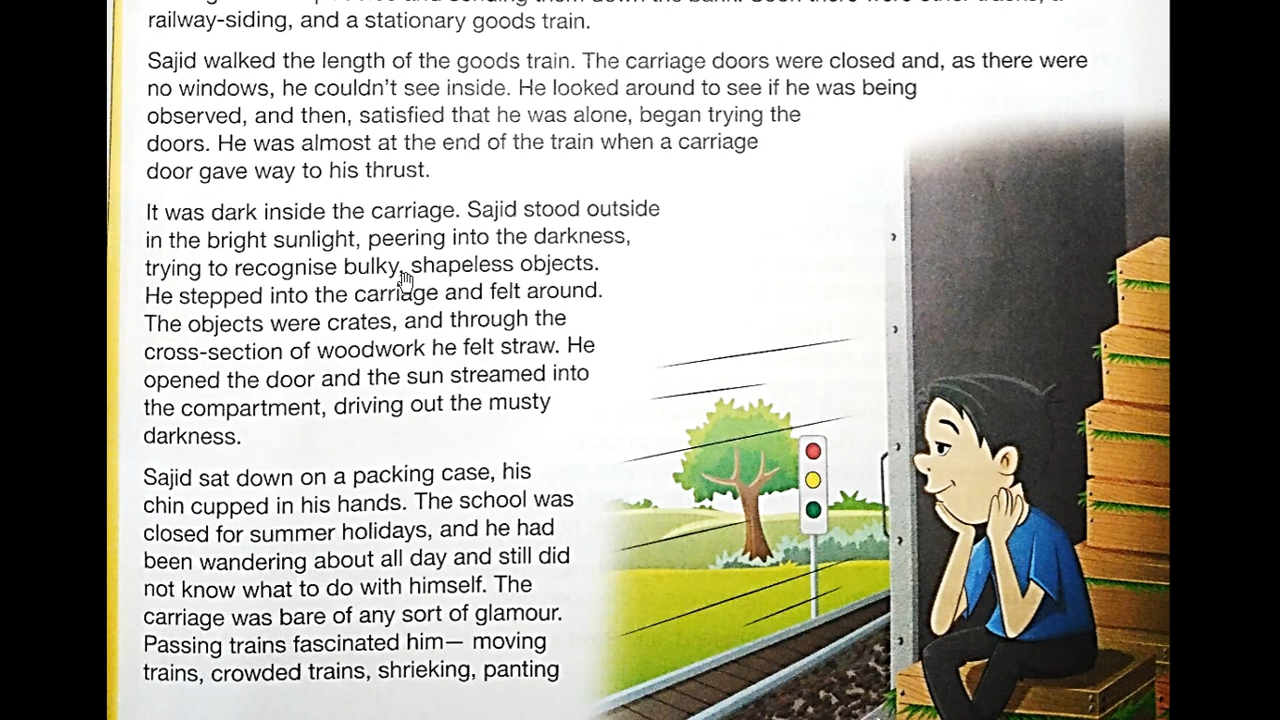 railway-siding, and a stationary goods train.
Sajid walked the length of the goods train. The carriage doors were closed and, as there were
no windows, he couldn't see inside. He looked around to see if he was being
observed, and then, satisfied that he was alone, began trying the
doors. He was almost at the end of the train when a carriage
door gave way to his thrust.
It was dark inside the carriage. Sajid stood outside
in the bright sunlight, peering into the darkness,
trying to recognise bulky, shapeless objects.
He stepped into the carriage and felt around.
The objects were crates, and through the
cross-section of woodwork he felt straw. He
opened the door and the sun streamed into
the compartment, driving out the musty
darkness.
Sajid sat down on a packing case, his
chin cupped in his hands. The school was
closed for summer holidays, and he had
been wandering about all day and still did
not know what to do with himself. The
carriage was bare of any sort of glamour.
Passing trains fascinated him— moving
trains, crowded trains, shrieking, panting